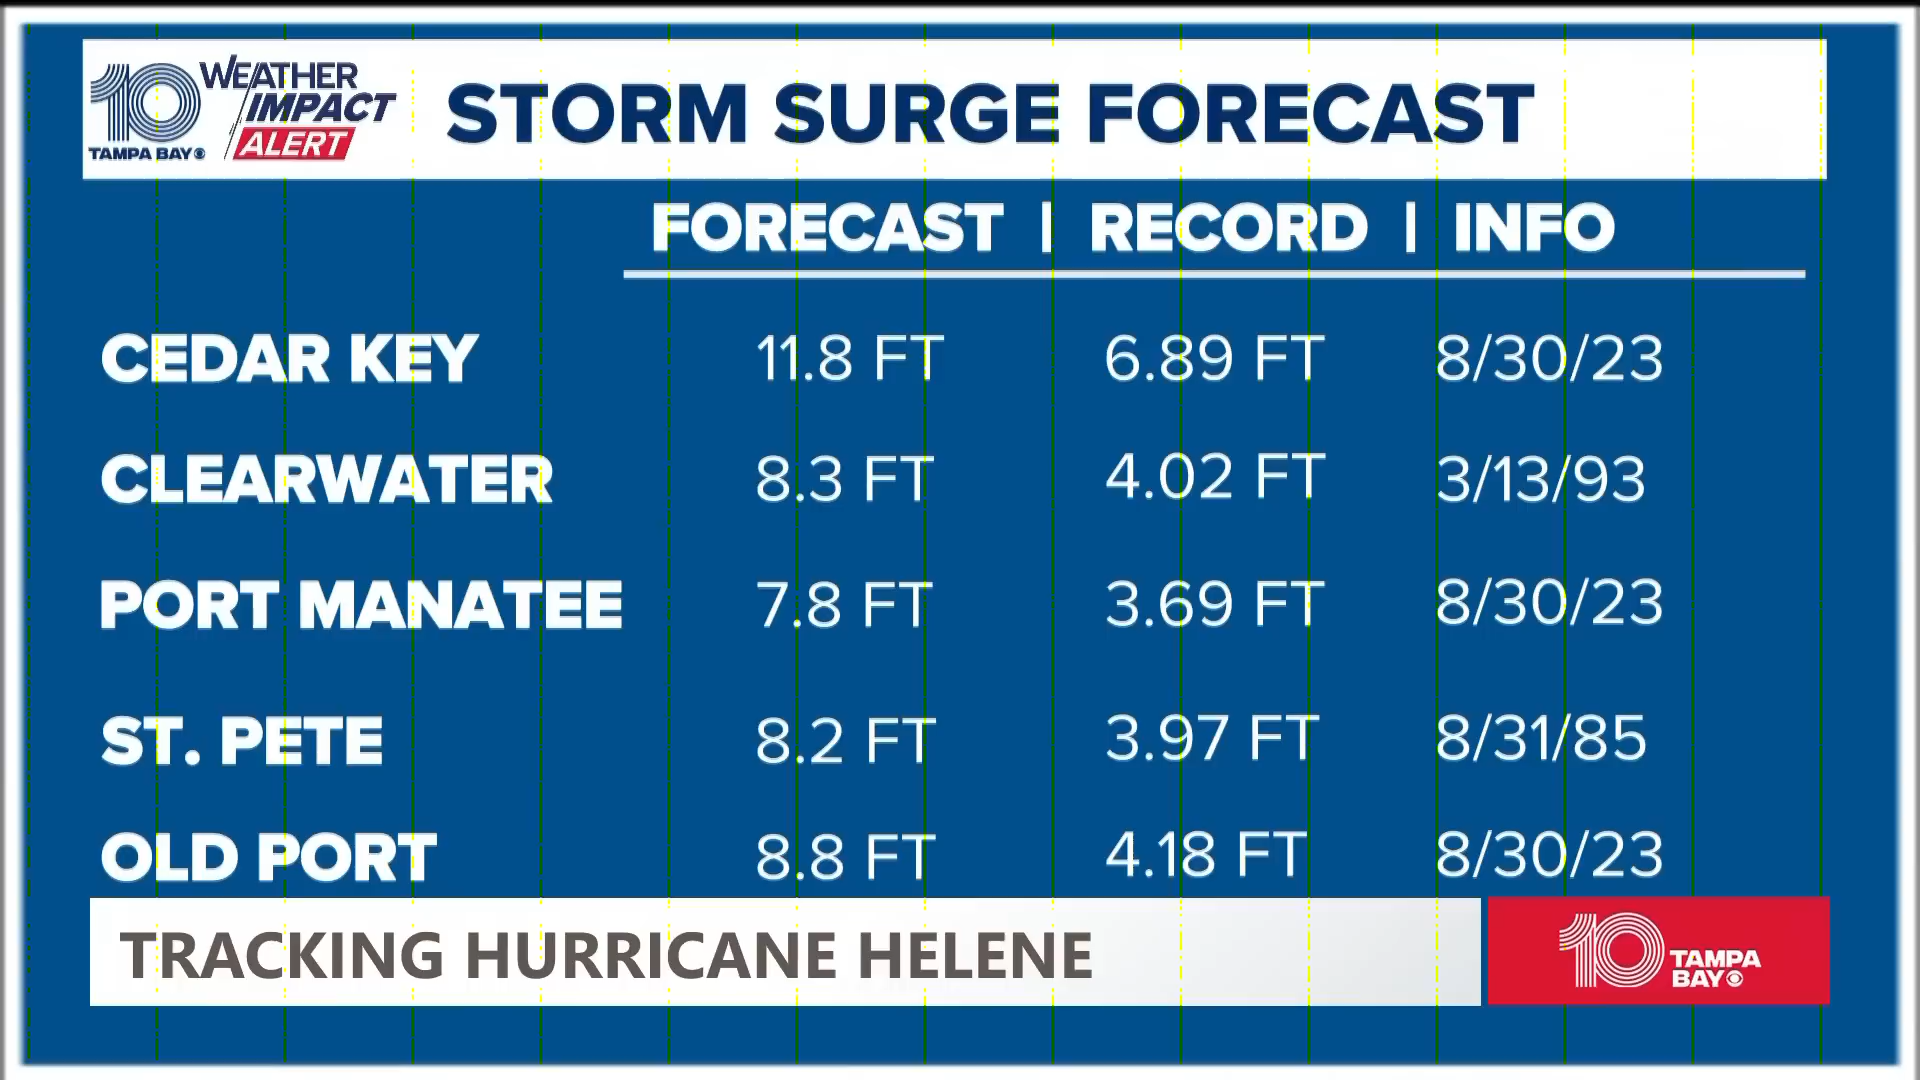 10 WEATHER IMPACT ALERT TAMPA BAY
STORM SURGE FORECAST
FORECAST | RECORD | INFO
CEDAR KEY 11.8 FT 6.89 FT 8/30/23
CLEARWATER 8.3 FT 4.02 FT 3/13/93
PORT MANATEE 7.8 FT 3.69 FT 8/30/23
ST. PETE 8.2 FT 3.97 FT 8/31/85
OLD PORT 8.8 FT 4.18 FT 8/30/23
TRACKING HURRICANE HELENE
10 TAMPA BAY